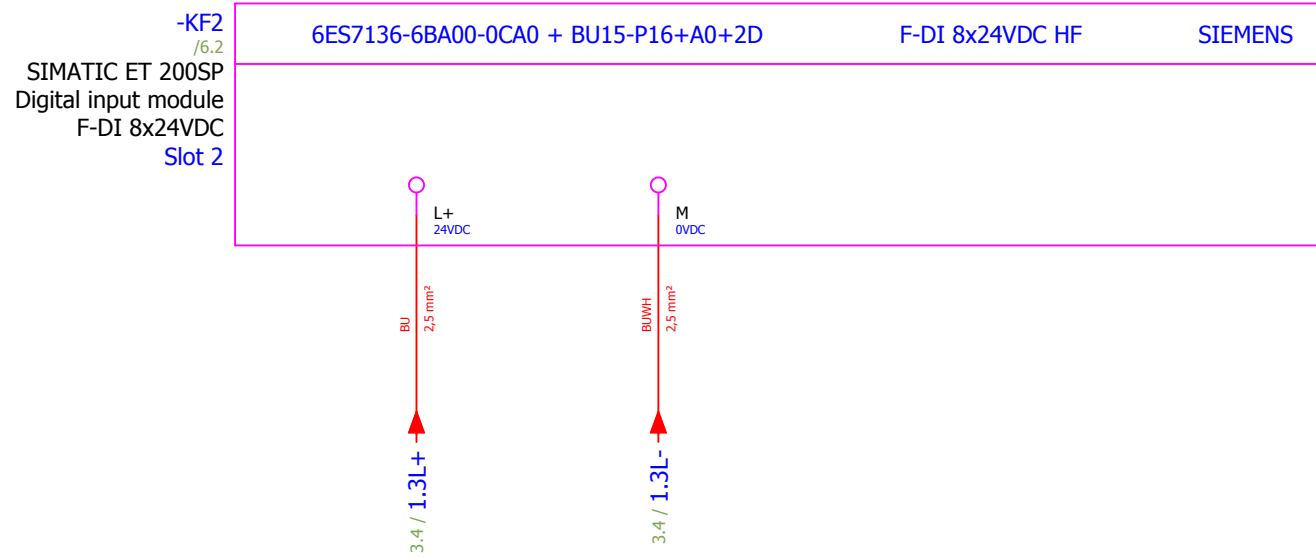 -KF2
/6.2
SIMATIC ET 200SP
Digital input module
F-DI 8x24VDC
Slot 2
6ES7136-6BA00-0CA0 + BU15-P16+A0+2D
F-DI 8x24VDC HF
SIEMENS
L+
24VDC
M
0VDC
BU
2,5 mm²
BUWH
2,5 mm²
3.4 / 1.3L+
3.4 / 1.3L-